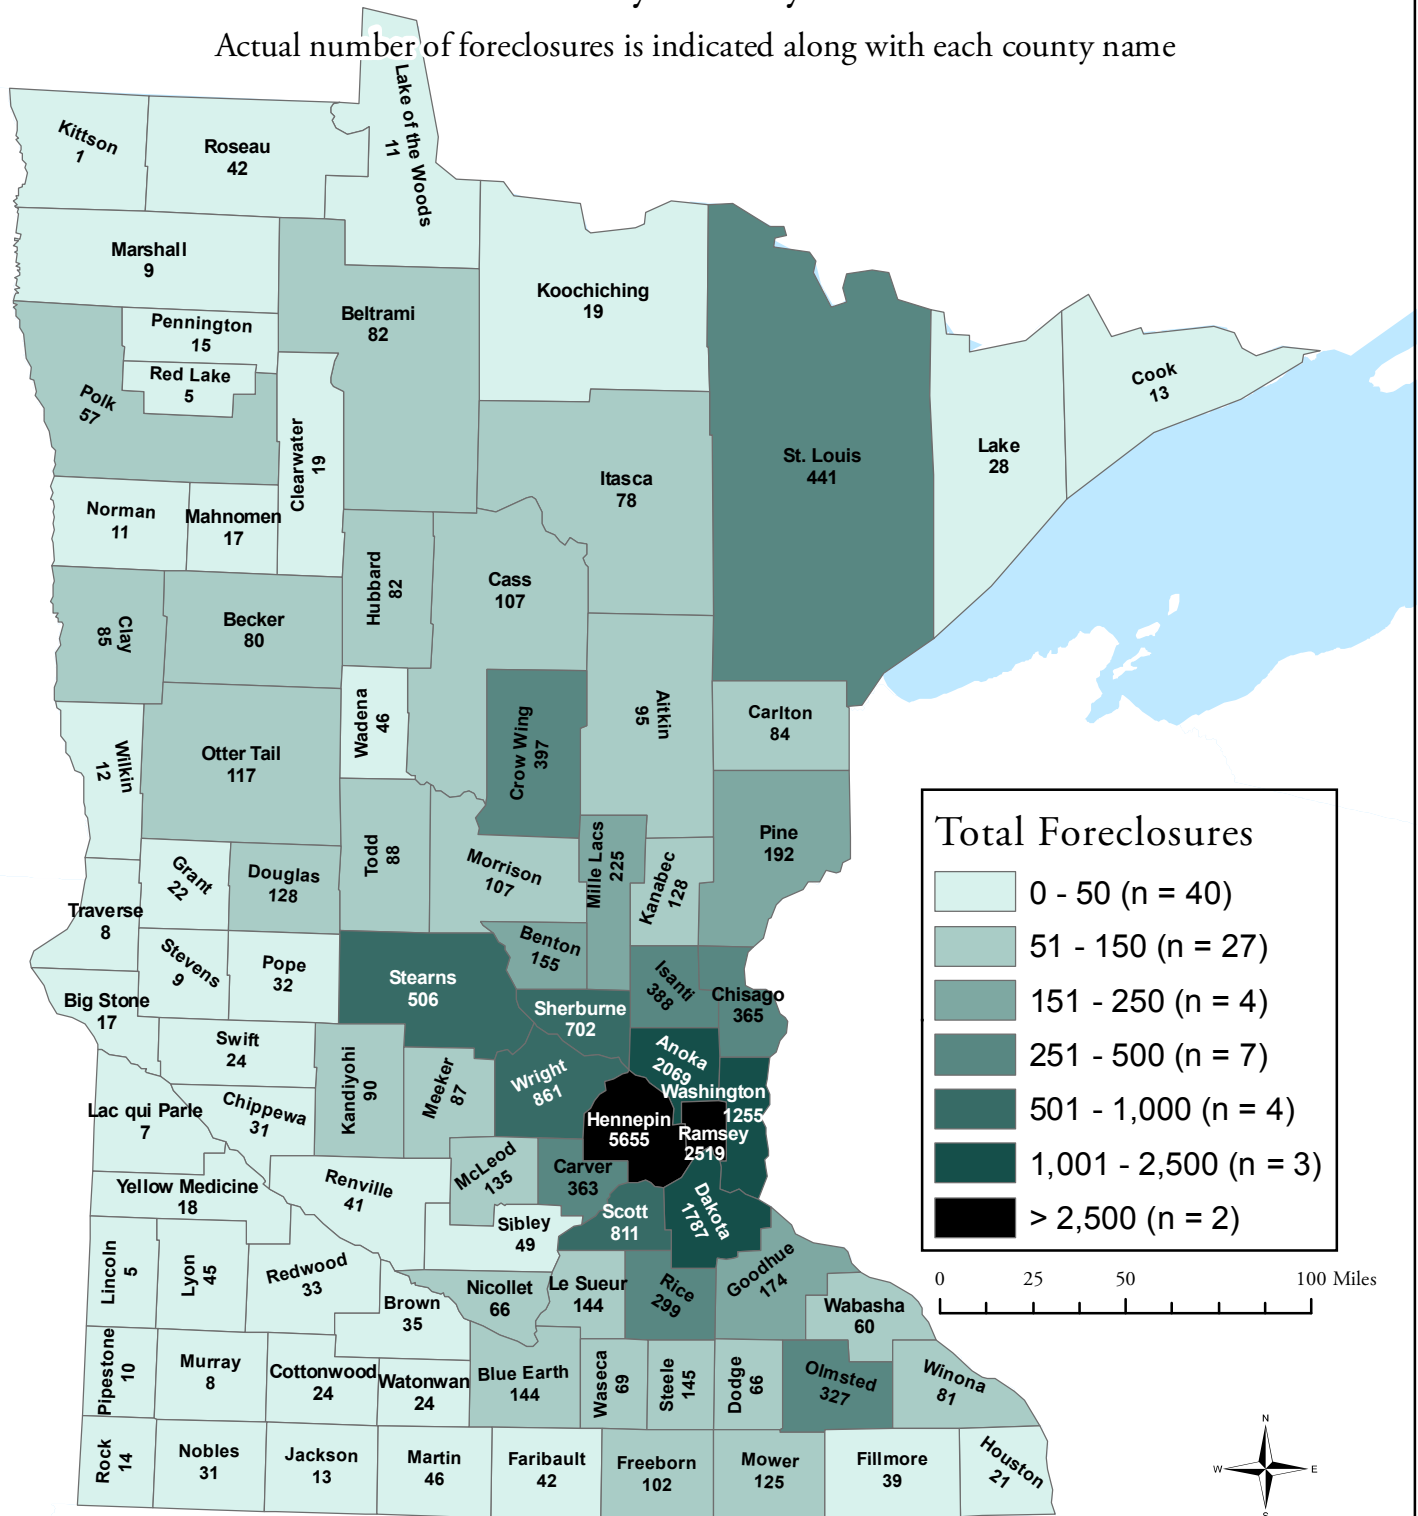 Actual number of foreclosures is indicated along with each county name
Kittson
1
Roseau
42
Lake of the Woods
11
Marshall
9
Koochiching
19
Beltrami
82
Pennington
15
Red Lake
5
Polk
57
Clearwater
19
Cook
13
Lake
28
St. Louis
441
Itasca
78
Norman
11
Mahnomen
17
Hubbard
82
Cass
107
Clay
85
Becker
80
Wadena
46
Crow Wing
397
Aitkin
95
Carlton
84
Wilkin
12
Otter Tail
117
Todd
88
Morrison
107
Mille Lacs
225
Kanabec
128
Pine
192
Grant
22
Douglas
128
Traverse
8
Stevens
9
Pope
32
Stearns
506
Benton
155
Isanti
388
Chisago
365
Big Stone
17
Sherburne
702
Swift
24
Kandiyohi
90
Meeker
87
Wright
861
Anoka
2069
Washington
1255
Lac qui Parle
7
Chippewa
31
Hennepin
5655
Ramsey
2519
McLeod
135
Carver
363
Yellow Medicine
18
Renville
41
Sibley
49
Scott
811
Dakota
1787
Lincoln
5
Lyon
45
Redwood
33
Brown
35
Nicollet
66
Le Sueur
144
Rice
299
Goodhue
174
Wabasha
60
Pipestone
10
Murray
8
Cottonwood
24
Watonwan
24
Blue Earth
144
Waseca
69
Steele
145
Dodge
66
Olmsted
327
Winona
81
Rock
14
Nobles
31
Jackson
13
Martin
46
Faribault
42
Freeborn
102
Mower
125
Fillmore
39
Houston
21
Total Foreclosures
0 - 50 (n = 40)
51 - 150 (n = 27)
151 - 250 (n = 4)
251 - 500 (n = 7)
501 - 1,000 (n = 4)
1,001 - 2,500 (n = 3)
> 2,500 (n = 2)
0 25 50 100 Miles
N
W E
S